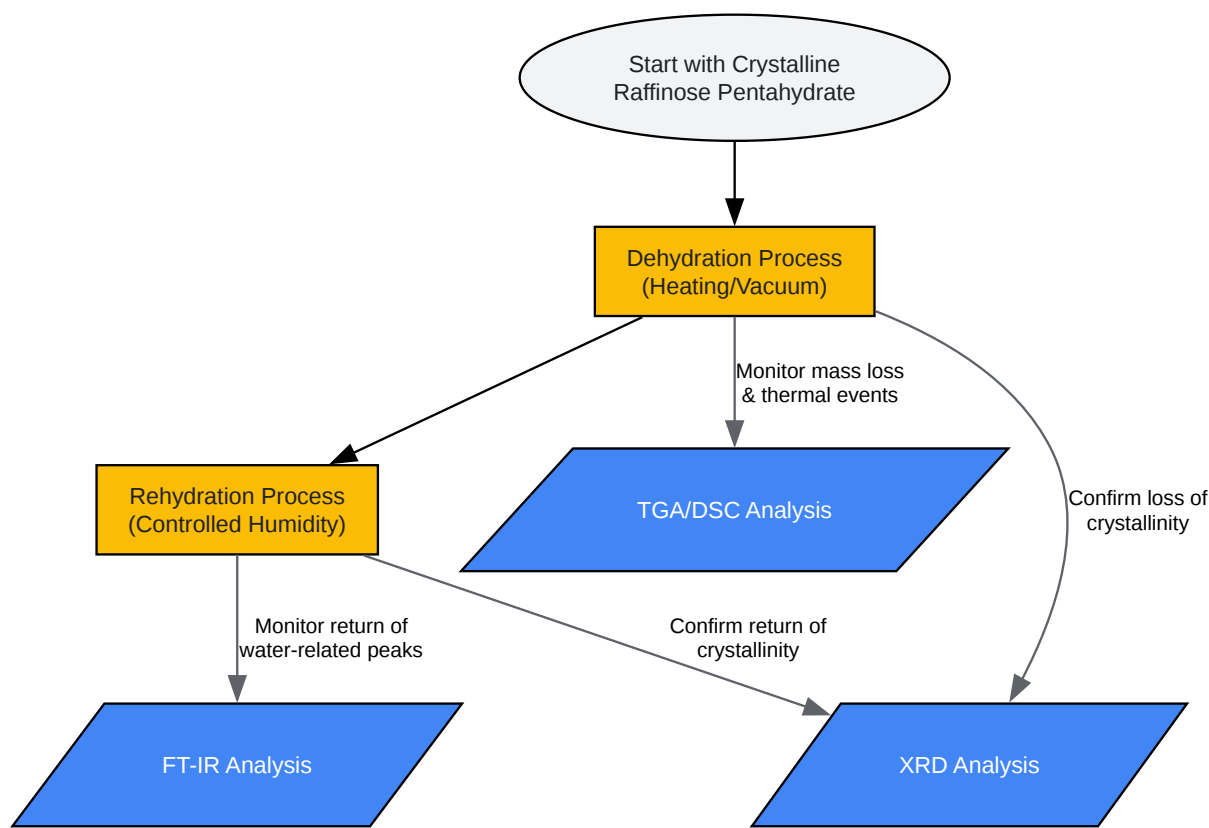 Start with Crystalline
Raffinose Pentahydrate
Dehydration Process
(Heating/Vacuum)
Monitor mass loss
& thermal events
Rehydration Process
(Controlled Humidity)
TGA/DSC Analysis
Confirm loss of
crystallinity
Monitor return of
water-related peaks
Confirm return of
crystallinity
FT-IR Analysis
XRD Analysis